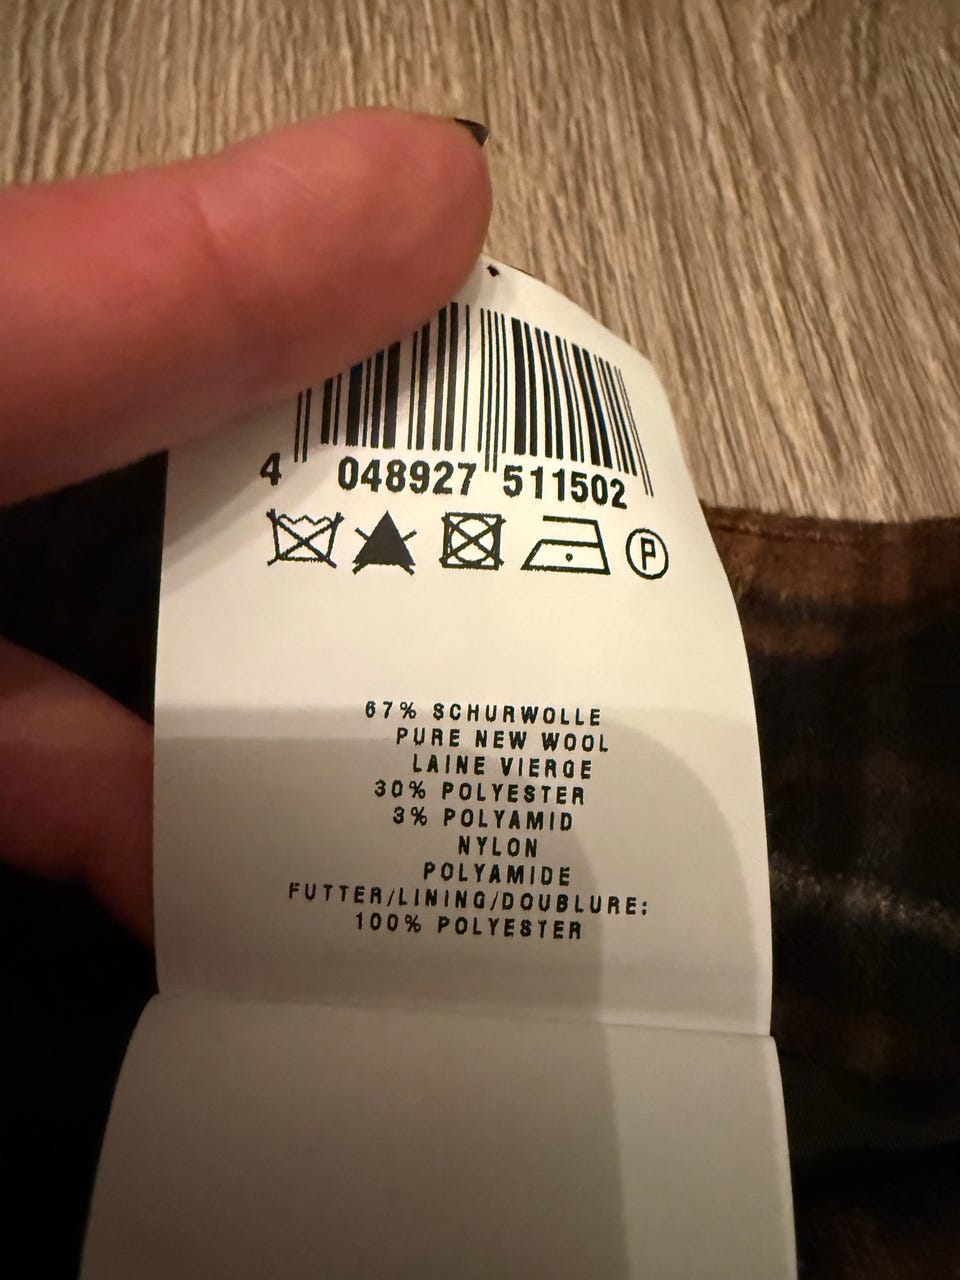 4 048927 511502
P
67% SCHURWOLLE
PURE NEW WOOL
LAINE VIERGE
30% POLYESTER
3% POLYAMID
NYLON
POLYAMIDE
FUTTER/LINING/DOUBLURE:
100% POLYESTER